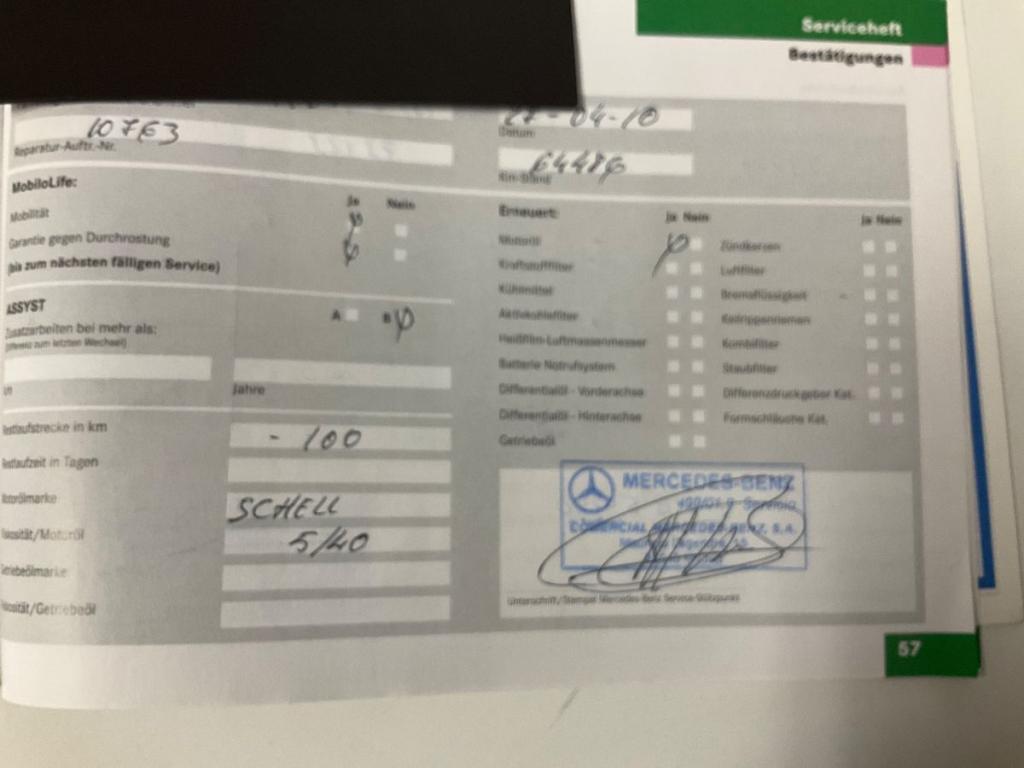 Serviceheft
Bestätigungen
Reparatur-Auftr.-Nr.
Datum
64486
Km-Stand
MobiloLife:
Ja Nein
Mobilität
Garantie gegen Durchrostung
(bis zum nächsten fälligen Service)
ASSYST
A B
Zusatzarbeiten bei mehr als:
Jahre
Restlaufstrecke in km
- 100
Restlaufzeit in Tagen
Motorölmarke
SCHELL
Viskosität/Motoröl
5/40
Getriebeölmarke
Viskosität/Getriebeöl
Erneuert:
Ja Nein
Ja Nein
Motoröl
Zündkerzen
Kraftstofffilter
Luftfilter
Kühlmittel
Bremsflüssigkeit
Aktivkohlefilter
Keilrippenriemen
Heißfilm-Luftmassenmesser
Kombifilter
Batterie Notrufsystem
Staubfilter
Differentialöl - Vorderachse
Differenzdruckgeber Kat.
Differentialöl - Hinterachse
Formschläuche Kat.
Getriebeöl
MERCEDES-BENZ
COMERCIAL MERCEDES-BENZ, S.A.
Unterschrift/Stempel Mercedes-Benz Service-Stützpunkt
57